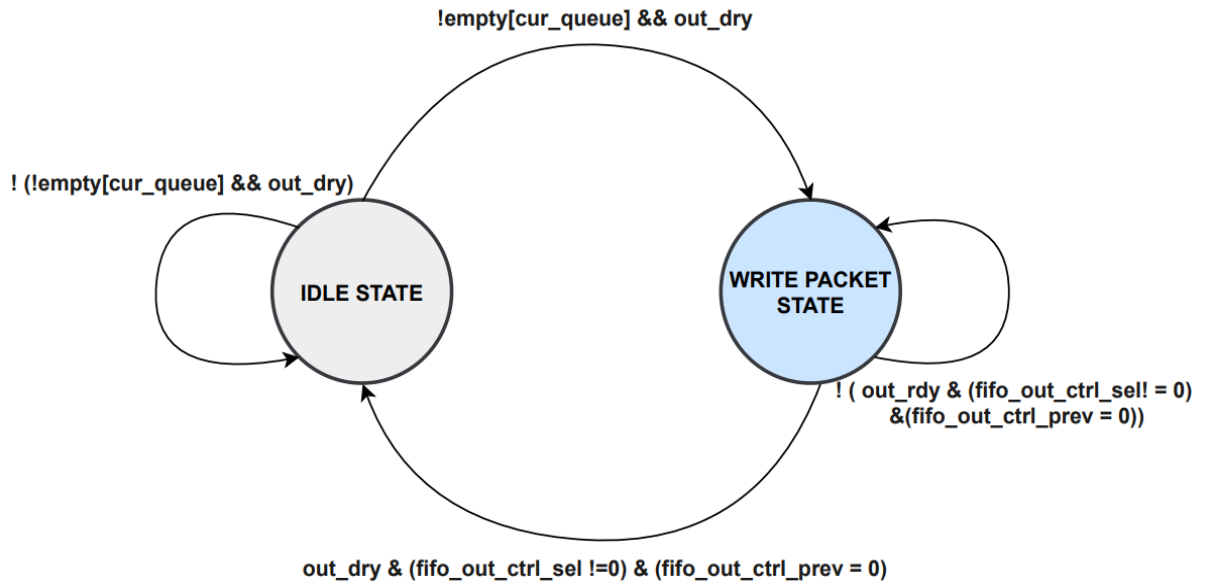 !empty[cur_queue] && out_dry
! (!empty[cur_queue] && out_dry)
IDLE STATE
WRITE PACKET
STATE
! ( out_rdy & (fifo_out_ctrl_sel! = 0)
&(fifo_out_ctrl_prev = 0))
out_dry & (fifo_out_ctrl_sel !=0) & (fifo_out_ctrl_prev = 0)